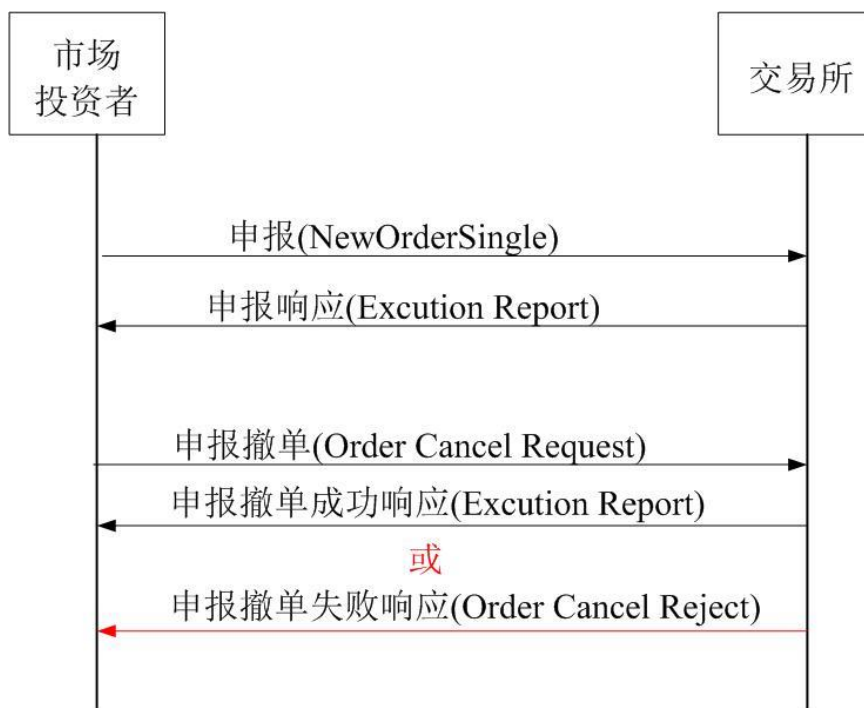 市场
投资者
交易所
申报(NewOrderSingle)
申报响应(Excution Report)
申报撤单(Order Cancel Request)
申报撤单成功响应(Excution Report)
或
申报撤单失败响应(Order Cancel Reject)